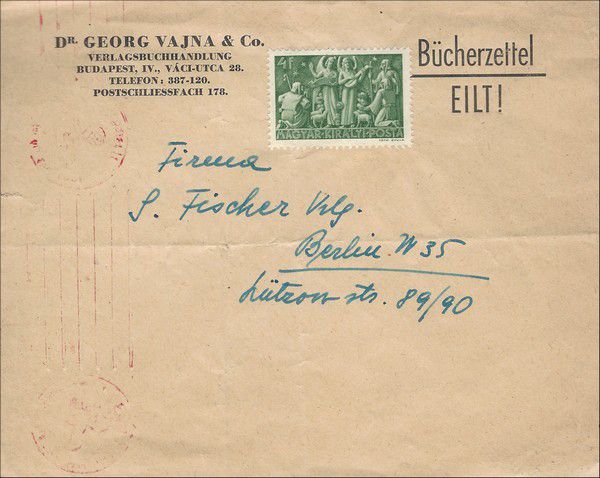 DR. GEORG VAJNA & Co.
VERLAGSBUCHHANDLUNG
BUDAPEST, IV., VÁCI-UTCA 28.
TELEFON: 387-120.
POSTSCHLIESSFACH 178.
4F
MAGYAR·KIRÁLYI·POSTA
Bücherzettel
EILT!
Firma
S. Fischer Vlg.
Berlin W 35
Lützow str. 89/90